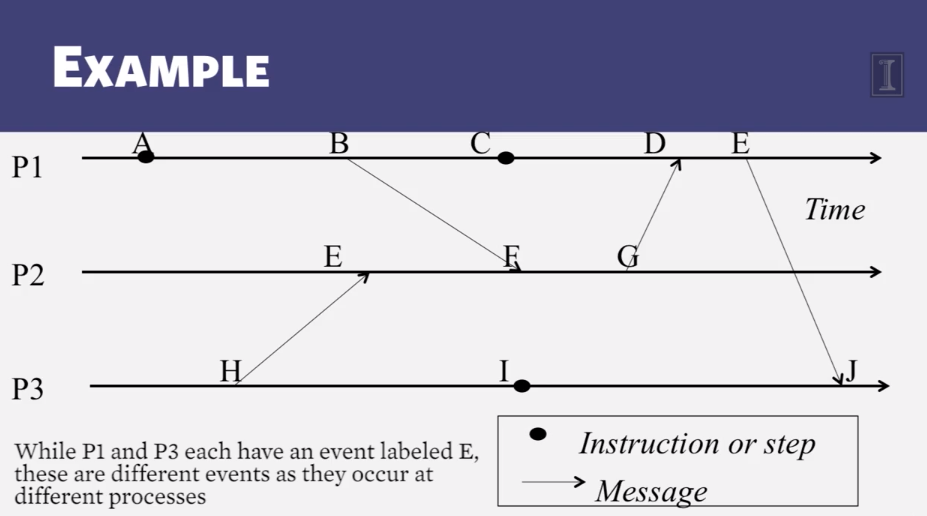 EXAMPLE
I
A B C D E
P1
Time
E F G
P2
H I J
P3
While P1 and P3 each have an event labeled E,
these are different events as they occur at
different processes
Instruction or step
Message